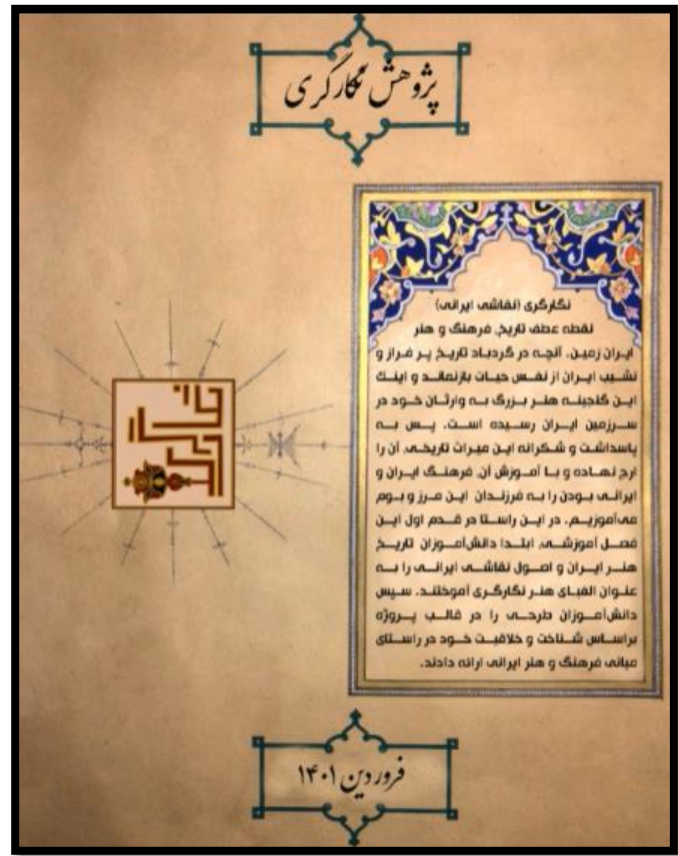 پژوهش نگارگری
نگارگری (نقاشی ایرانی)
نقطه عطف تاریخ، فرهنگ و هنر
ایران زمین. آنچه در گردباد تاریخ پر فراز و
نشیب ایران از نفس حیات بازنماند و اینک
این گنجینه هنر بزرگ به وارثان خود در
سرزمین ایران رسیده است. پس به
پاسداشت و شکرانه این میراث تاریخی، آن را
ارج نهاده و با آموزش آن، فرهنگ ایران و
ایرانی بودن را به فرزندان این مرز و بوم
می‌آموزیم. در این راستا در قدم اول این
فصل آموزشی، ابتدا دانش‌آموزان تاریخ
هنر ایران و اصول نقاشی ایرانی را به
عنوان الفبای هنر نگارگری آموختند. سپس
دانش‌آموزان طرحی را در قالب پروژه
براساس شناخت و خلاقیت خود در راستای
مبانی فرهنگ و هنر ایرانی ارائه دادند.
فروردین ۱۴۰۱